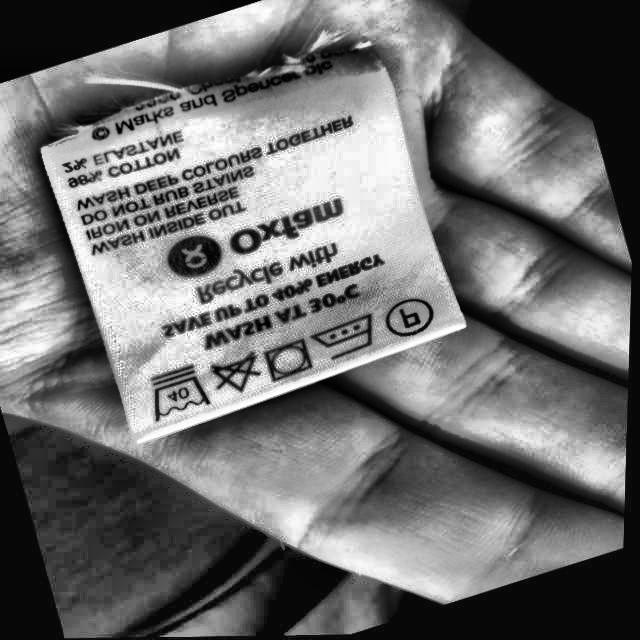 40 P
WASH AT 30°C
SAVE UP TO 40% ENERGY
Recycle with
Oxfam
WASH INSIDE OUT
IRON ON REVERSE
DO NOT RUB STAINS
WASH DEEP COLOURS TOGETHER
98% COTTON
2% ELASTANE
© Marks and Spencer plc